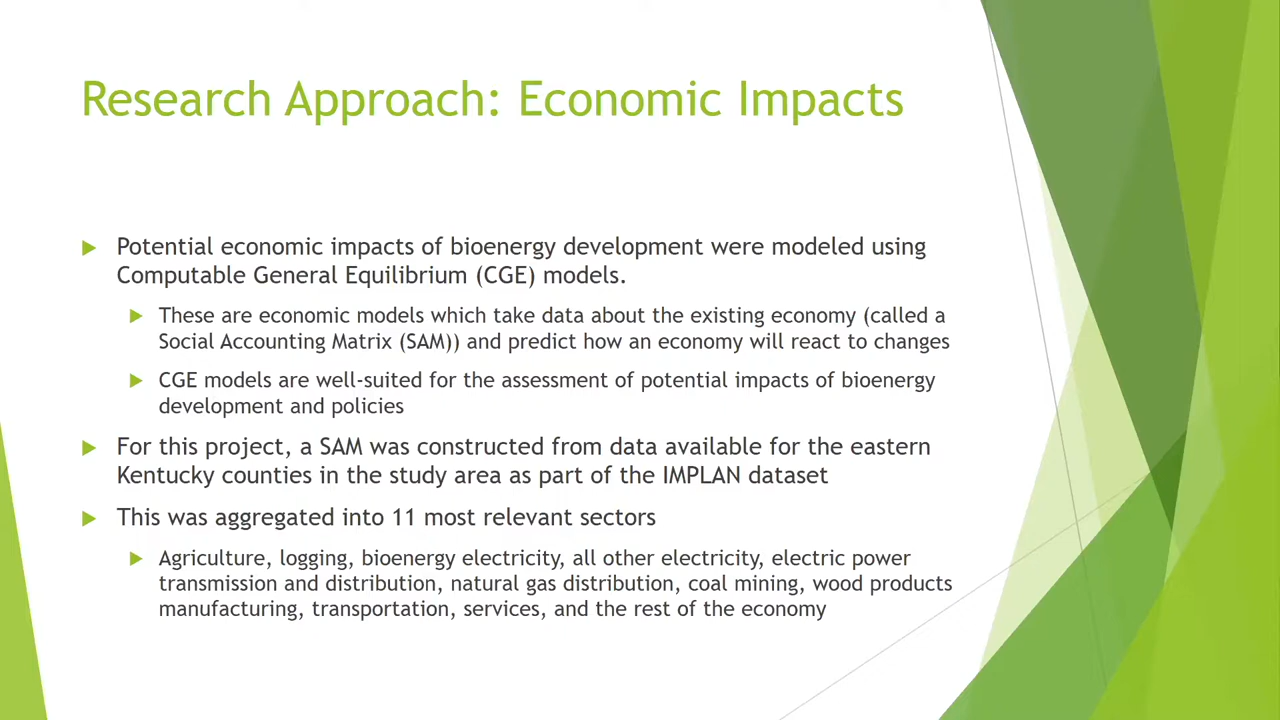 Research Approach: Economic Impacts
Potential economic impacts of bioenergy development were modeled using
Computable General Equilibrium (CGE) models.
These are economic models which take data about the existing economy (called a
Social Accounting Matrix (SAM)) and predict how an economy will react to changes
CGE models are well-suited for the assessment of potential impacts of bioenergy
development and policies
For this project, a SAM was constructed from data available for the eastern
Kentucky counties in the study area as part of the IMPLAN dataset
This was aggregated into 11 most relevant sectors
Agriculture, logging, bioenergy electricity, all other electricity, electric power
transmission and distribution, natural gas distribution, coal mining, wood products
manufacturing, transportation, services, and the rest of the economy